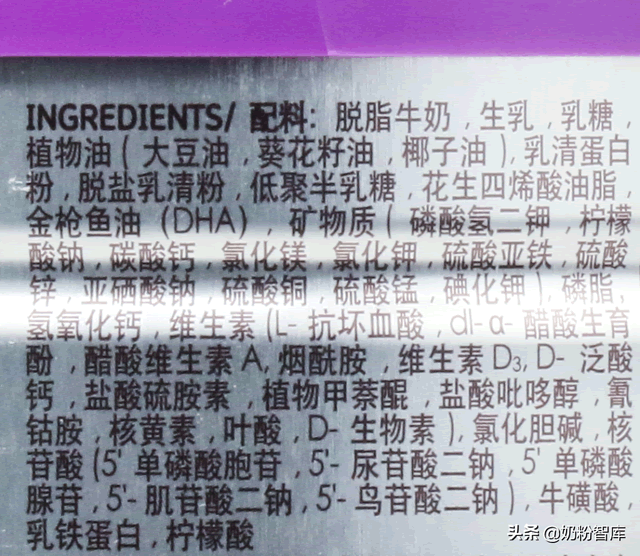 INGREDIENTS/ 配料: 脱脂牛奶 , 生乳 , 乳糖 ,
植物油 ( 大豆油 , 葵花籽油 , 椰子油 ) , 乳清蛋白
粉 , 脱盐乳清粉 , 低聚半乳糖 , 花生四烯酸油脂 ,
金枪鱼油 (DHA) , 矿物质 ( 磷酸氢二钾 , 柠檬
酸钠 , 碳酸钙 , 氯化镁 , 氯化钾 , 硫酸亚铁 , 硫酸
锌 , 亚硒酸钠 , 硫酸铜 , 硫酸锰 , 碘化钾 ) , 磷脂 ,
氢氧化钙 , 维生素 (L- 抗坏血酸 , dl-α- 醋酸生育
酚 , 醋酸维生素 A, 烟酰胺 , 维生素 D₃, D- 泛酸
钙 , 盐酸硫胺素 , 植物甲萘醌 , 盐酸吡哆醇 , 氰
钴胺 , 核黄素 , 叶酸 , D- 生物素 ) , 氯化胆碱 , 核
苷酸 (5' 单磷酸胞苷 , 5'- 尿苷酸二钠 , 5' 单磷酸
腺苷 , 5'- 肌苷酸二钠 , 5'- 鸟苷酸二钠 ) , 牛磺酸 ,
乳铁蛋白 , 柠檬酸
头条 @奶粉智库